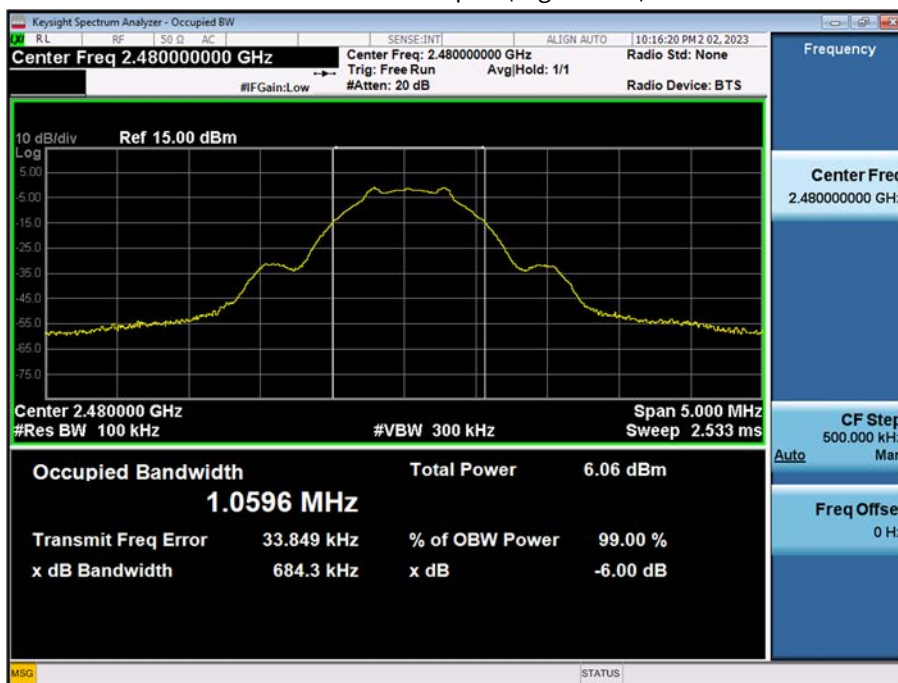 Keysight Spectrum Analyzer - Occupied BW
LXI RL RF 50 Ω AC SENSE:INT ALIGN AUTO 10:16:20 PM 2 02, 2023
Center Freq 2.480000000 GHz
Center Freq: 2.480000000 GHz Radio Std: None
Trig: Free Run Avg|Hold: 1/1
#IFGain:Low #Atten: 20 dB Radio Device: BTS
Frequency
10 dB/div Ref 15.00 dBm
Log
5.00
-5.00
-15.0
-25.0
-35.0
-45.0
-55.0
-65.0
-75.0
Center Freq
2.480000000 GHz
Center 2.480000 GHz Span 5.000 MHz
#Res BW 100 kHz #VBW 300 kHz Sweep 2.533 ms
CF Step
500.000 kHz
Auto Man
Occupied Bandwidth Total Power 6.06 dBm
1.0596 MHz
Transmit Freq Error 33.849 kHz % of OBW Power 99.00 %
x dB Bandwidth 684.3 kHz x dB -6.00 dB
Freq Offse
0 Hz
MSG STATUS